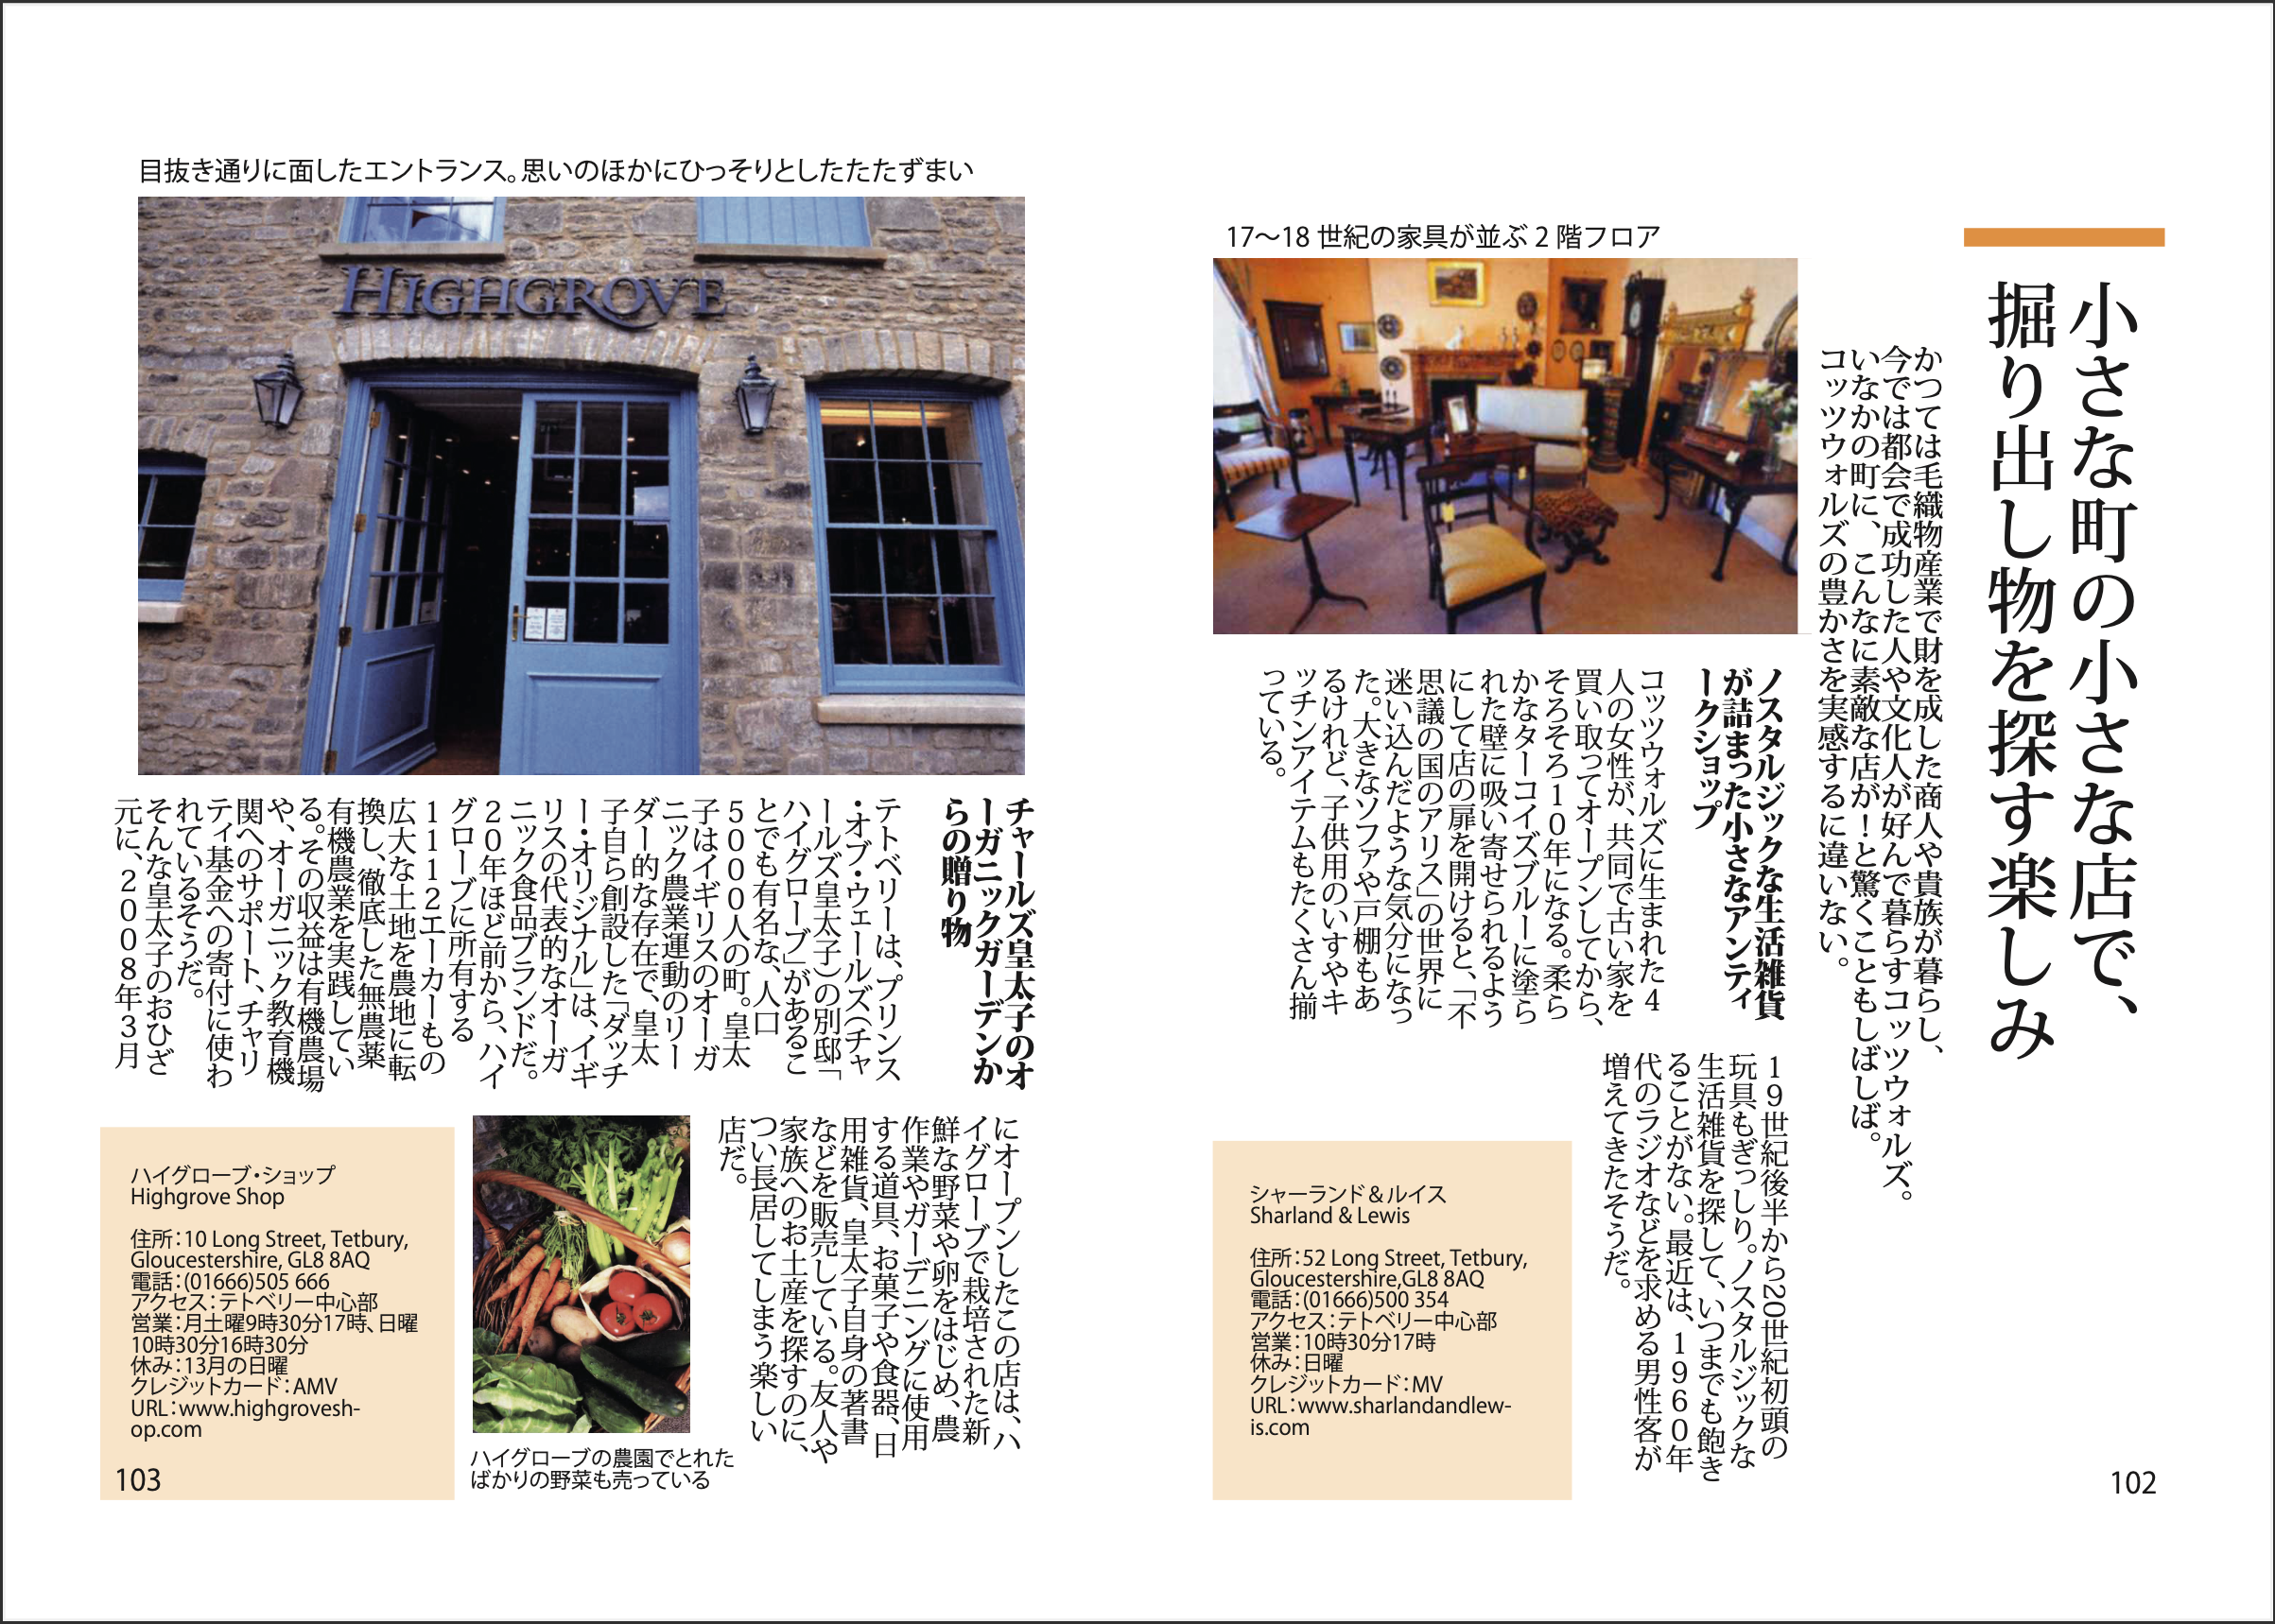 小さな町の小さな店で、
掘り出し物を探す楽しみ
かつては毛織物産業で財を成した商人や貴族が暮らし、
今では都会で成功した人や文化人が好んで暮らすコッツウォルズ。
いなかの町に、こんなに素敵な店が！と驚くこともしばしば。
コッツウォルズの豊かさを実感するに違いない。
17～18 世紀の家具が並ぶ 2 階フロア
ノスタルジックな生活雑貨
が詰まった小さなアンティ
ークショップ
コッツウォルズに生まれた４
人の女性が、共同で古い家を
買い取ってオープンしてから、
そろそろ１０年になる。柔ら
かなターコイズブルーに塗ら
れた壁に吸い寄せられるよう
にして店の扉を開けると、「不
思議の国のアリス」の世界に
迷い込んだような気分になっ
た。大きなソファや戸棚もあ
るけれど、子供用のいすやキ
ッチンアイテムもたくさん揃
っている。
１９世紀後半から20世紀初頭の
玩具もぎっしり。ノスタルジックな
生活雑貨を探して、いつまでも飽き
ることがない。最近は、１９６０年
代のラジオなどを求める男性客が
増えてきたそうだ。
シャーランド＆ルイス
Sharland & Lewis
住所：52 Long Street, Tetbury,
Gloucestershire,GL8 8AQ
電話：(01666)500 354
アクセス：テトベリー中心部
営業：10時30分17時
休み：日曜
クレジットカード：MV
URL：www.sharlandandlew-
is.com
102
目抜き通りに面したエントランス。思いのほかにひっそりとしたたたずまい
HIGHGROVE
チャールズ皇太子のオ
ーガニックガーデンか
らの贈り物
テトベリーは、プリンス
・オブ・ウェールズ（チャ
ールズ皇太子）の別邸「
ハイグローブ」があるこ
とでも有名な、人口
５０００人の町。皇太
子はイギリスのオーガ
ニック農業運動のリー
ダー的な存在で、皇太
子自ら創設した「ダッチ
ー・オリジナル」は、イギ
リスの代表的なオーガ
ニック食品ブランドだ。
２０年ほど前から、ハイ
グローブに所有する
１１１２エーカーもの
広大な土地を農地に転
換し、徹底した無農薬
有機農業を実践してい
る。その収益は有機農場
や、オーガニック教育機
関へのサポート、チャリ
ティ基金への寄付に使わ
れているそうだ。
そんな皇太子のおひざ
元に、２００８年３月
にオープンしたこの店は、ハ
イグローブで栽培された新
鮮な野菜や卵をはじめ、農
作業やガーデニングに使用
する道具、お菓子や食器、日
用雑貨、皇太子自身の著書
などを販売している。友人や
家族へのお土産を探すのに、
つい長居してしまう楽しい
店だ。
ハイグローブの農園でとれた
ばかりの野菜も売っている
ハイグローブ・ショップ
Highgrove Shop
住所：10 Long Street, Tetbury,
Gloucestershire, GL8 8AQ
電話：(01666)505 666
アクセス：テトベリー中心部
営業：月土曜9時30分17時、日曜
10時30分16時30分
休み：13月の日曜
クレジットカード：AMV
URL：www.highgrovesh-
op.com
103